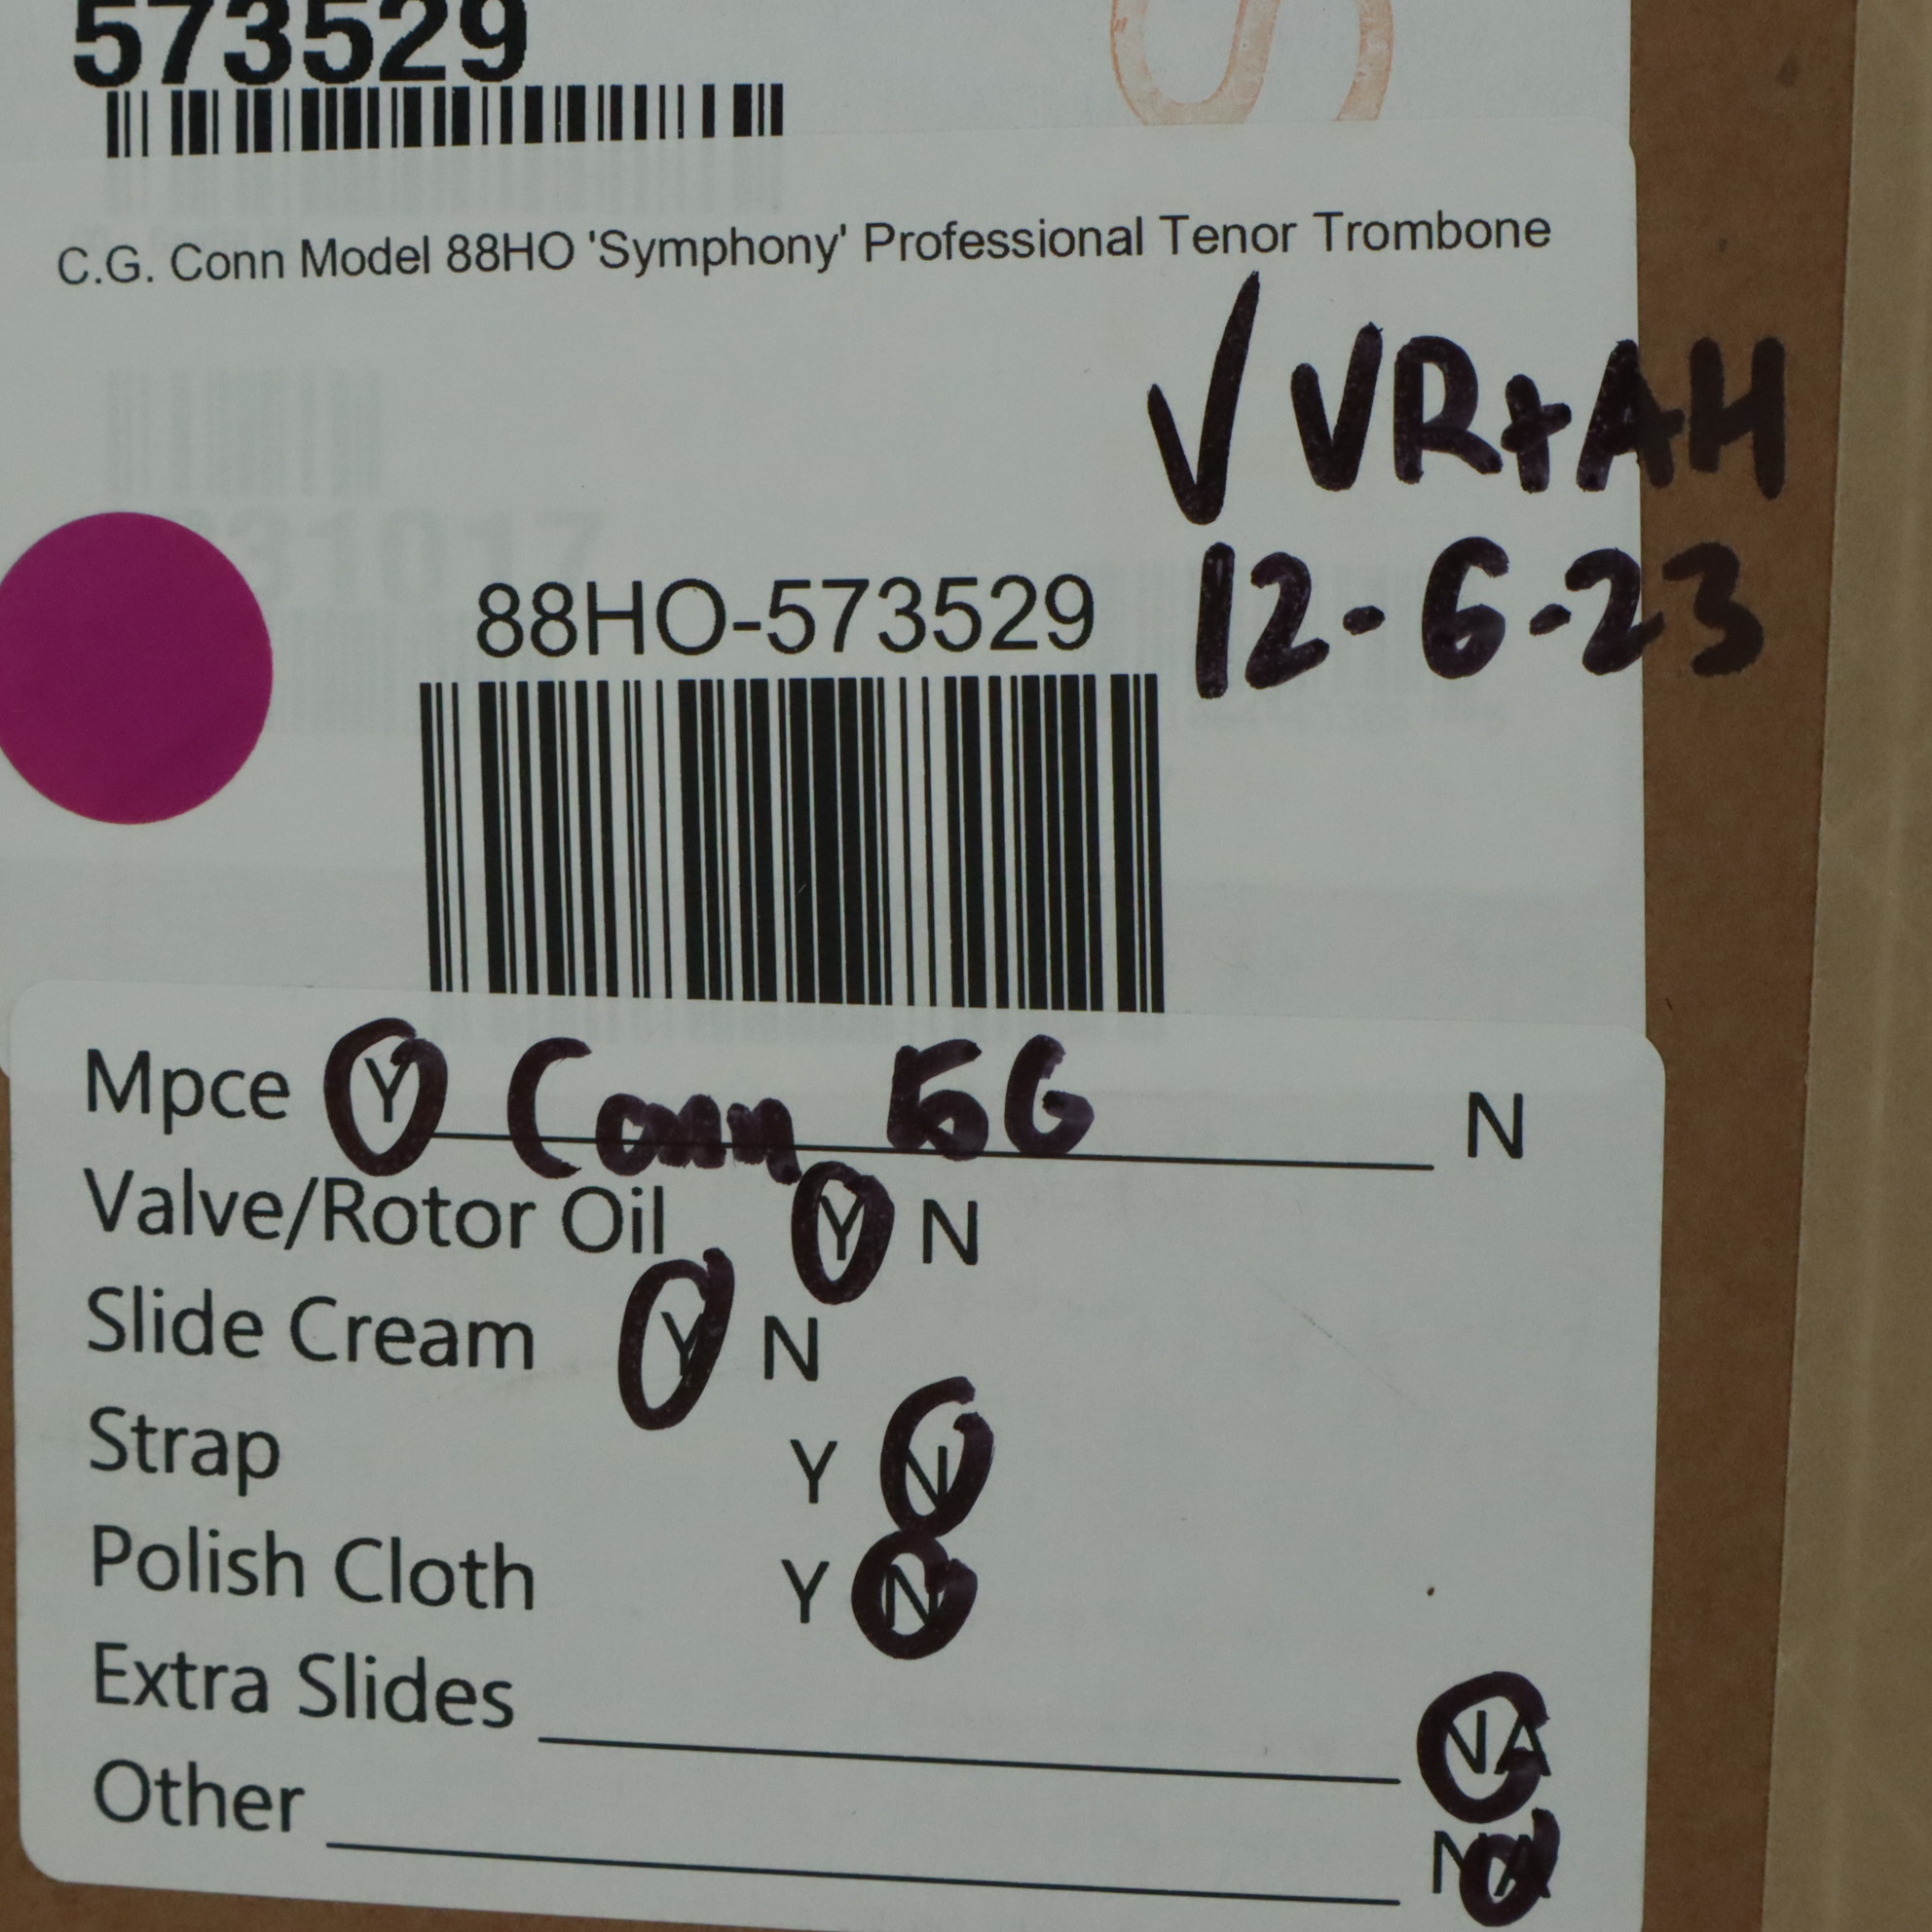 573529
C.G. Conn Model 88HO 'Symphony' Professional Tenor Trombone
✓ VR+AH
12-6-23
88HO-573529
Mpce Y Conn 5G N
Valve/Rotor Oil Y N
Slide Cream Y N
Strap Y N
Polish Cloth Y N
Extra Slides NA
Other NA